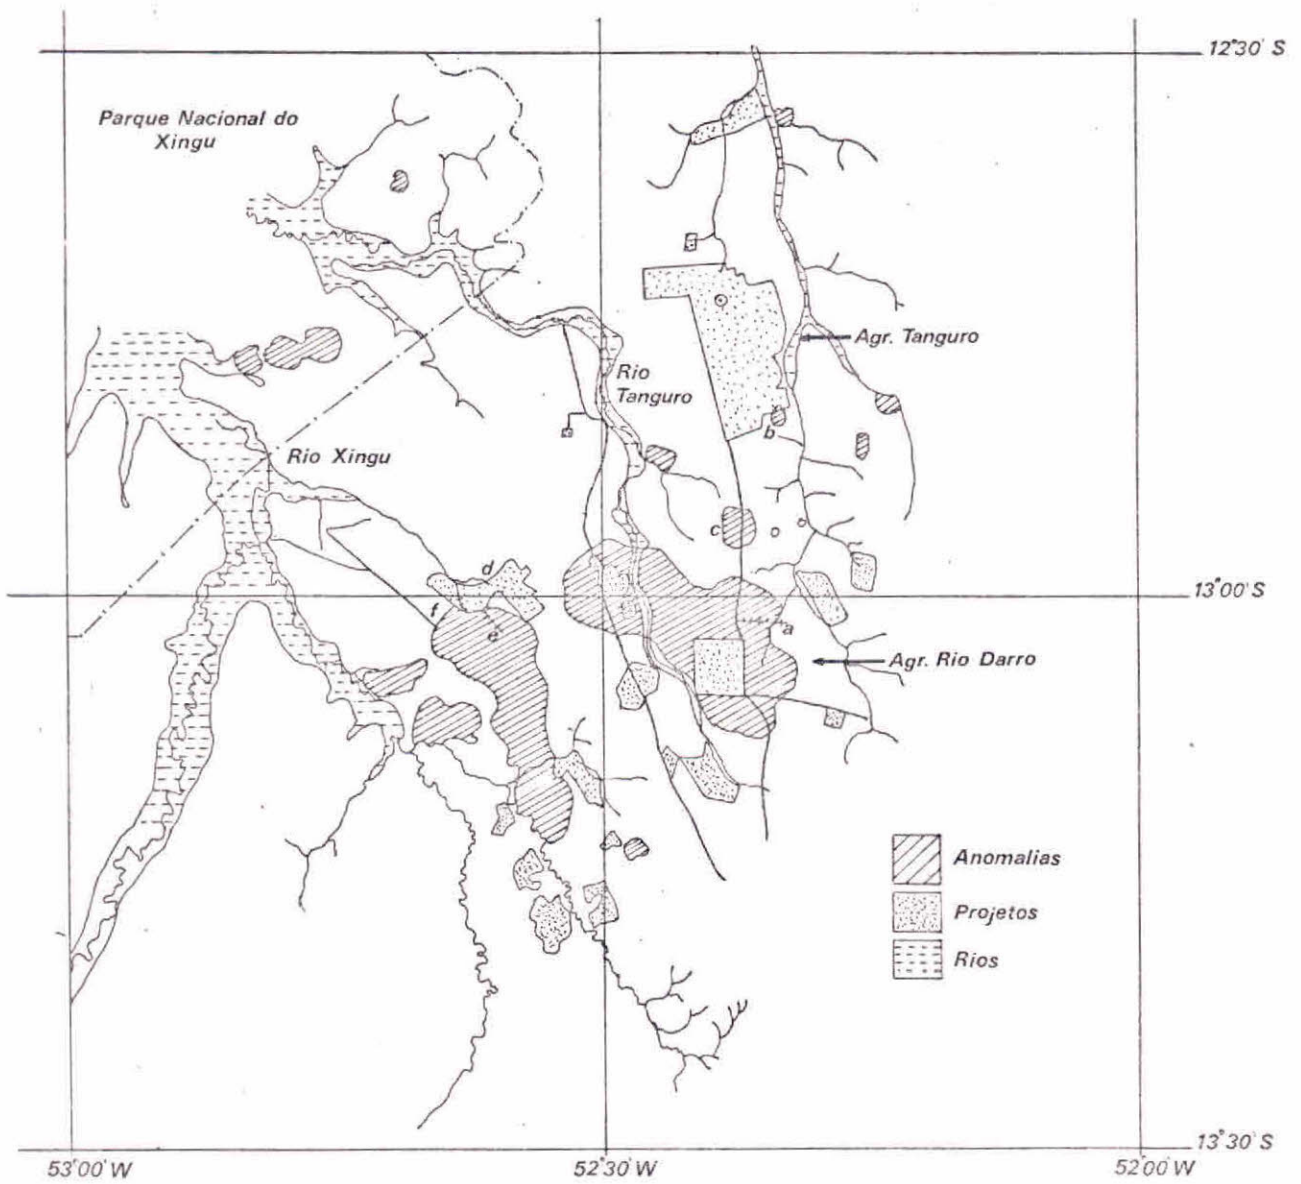 12°30' S
Parque Nacional do
Xingu
Agr. Tanguro
Rio
Tanguro
b
Rio Xingu
c
d
13°00' S
f
e
a
Agr. Rio Darro
Anomalias
Projetos
Rios
13°30' S
53°00' W
52°30' W
52°00' W